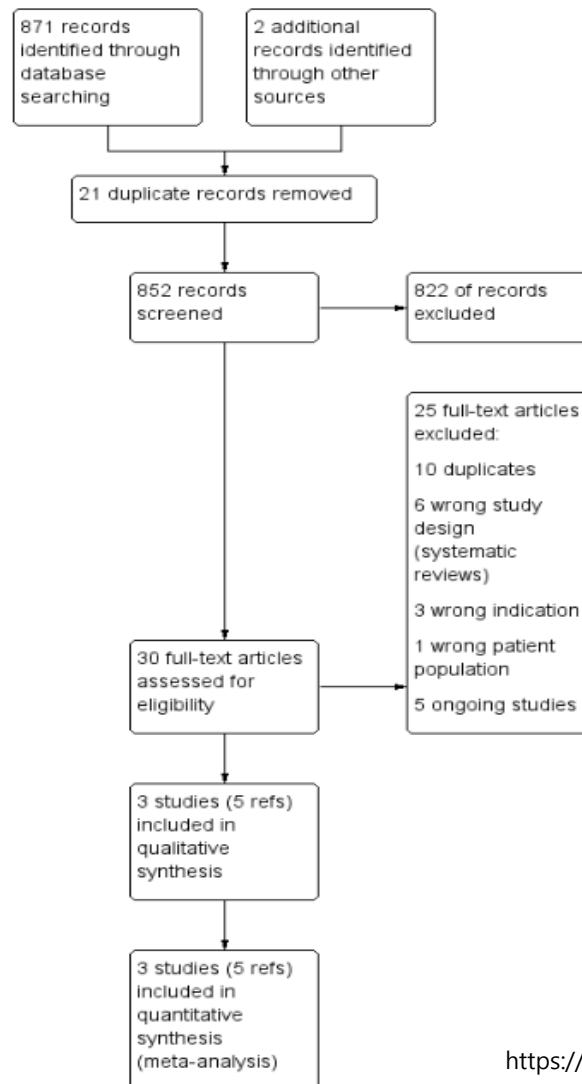 871 records
identified through
database
searching
2 additional
records identified
through other
sources
21 duplicate records removed
852 records
screened
822 of records
excluded
25 full-text articles
excluded:
10 duplicates
6 wrong study
design
(systematic
reviews)
3 wrong indication
1 wrong patient
population
5 ongoing studies
30 full-text articles
assessed for
eligibility
3 studies (5 refs)
included in
qualitative
synthesis
3 studies (5 refs)
included in
quantitative
synthesis
(meta-analysis)
https://